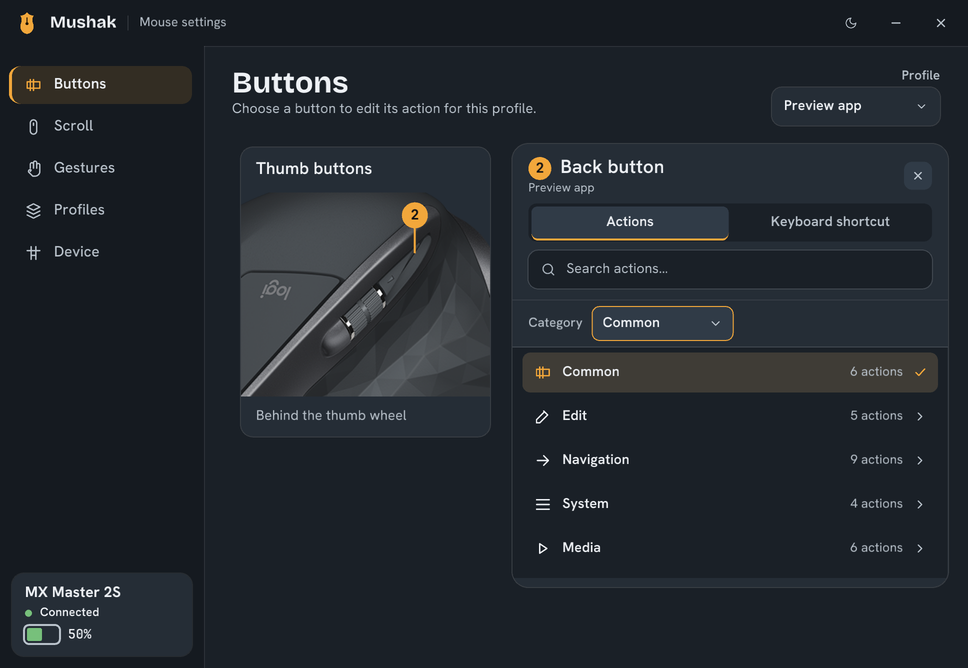 Mushak
Mouse settings
Buttons
Scroll
Gestures
Profiles
Device
MX Master 2S
Connected
50%
Buttons
Choose a button to edit its action for this profile.
Profile
Preview app
Thumb buttons
2
logi
Behind the thumb wheel
2 Back button
Preview app
Actions
Keyboard shortcut
Search actions...
Category
Common
Common 6 actions
Edit 5 actions
Navigation 9 actions
System 4 actions
Media 6 actions